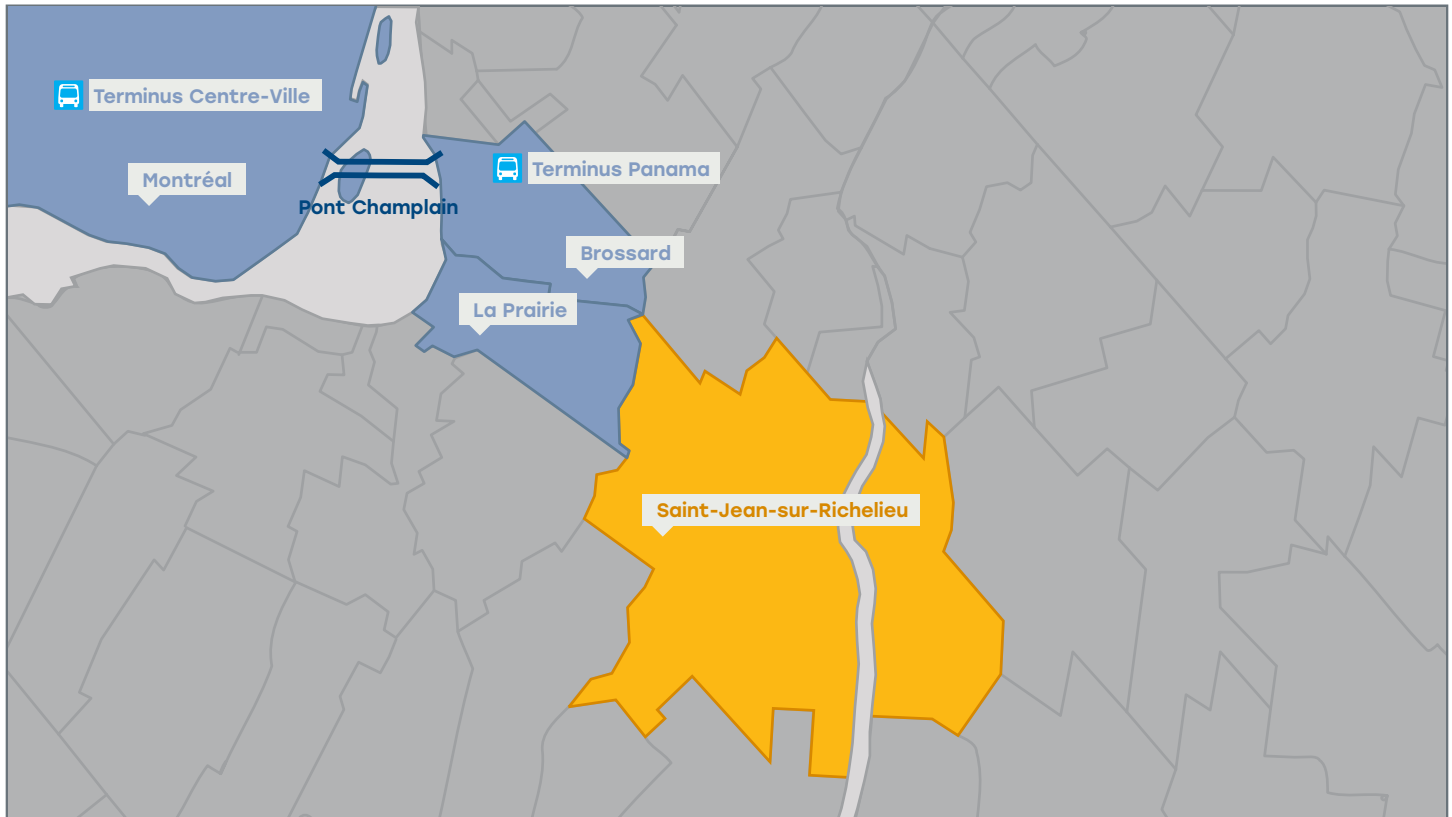 Terminus Centre-Ville
Terminus Panama
Montréal
Pont Champlain
Brossard
La Prairie
Saint-Jean-sur-Richelieu